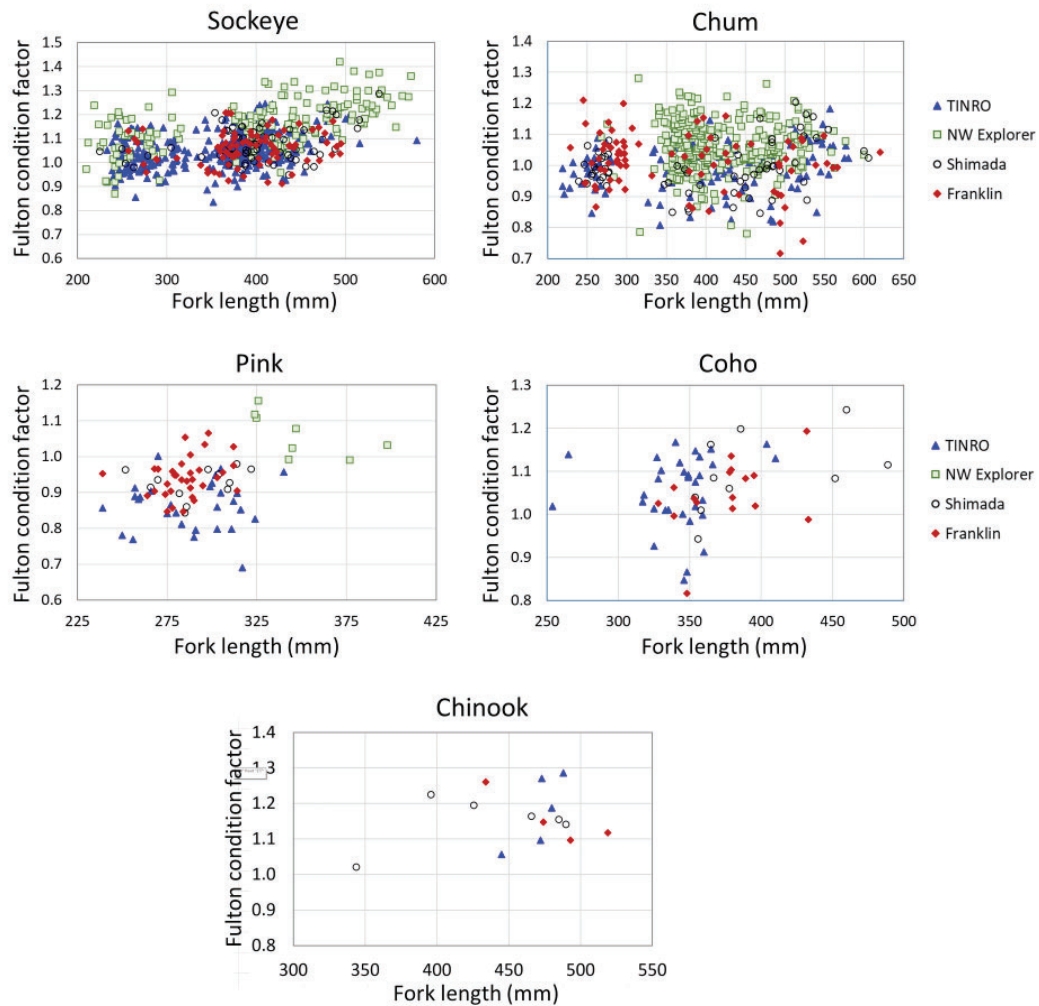 Sockeye
Fulton condition factor
1.5
1.4
1.3
1.2
1.1
1.0
0.9
0.8
0.7
0.6
200 300 400 500 600
Fork length (mm)
Chum
Fulton condition factor
1.4
1.3
1.2
1.1
1.0
0.9
0.8
0.7
200 250 300 350 400 450 500 550 600 650
Fork length (mm)
TINRO
NW Explorer
Shimada
Franklin
Pink
Fulton condition factor
1.2
1.1
1.0
0.9
0.8
0.7
0.6
225 275 325 375 425
Fork length (mm)
Coho
Fulton condition factor
1.3
1.2
1.1
1.0
0.9
0.8
250 300 350 400 450 500
Fork length (mm)
TINRO
NW Explorer
Shimada
Franklin
Chinook
Fulton condition factor
1.4
1.3
1.2
1.1
1.0
0.9
0.8
300 350 400 450 500 550
Fork length (mm)